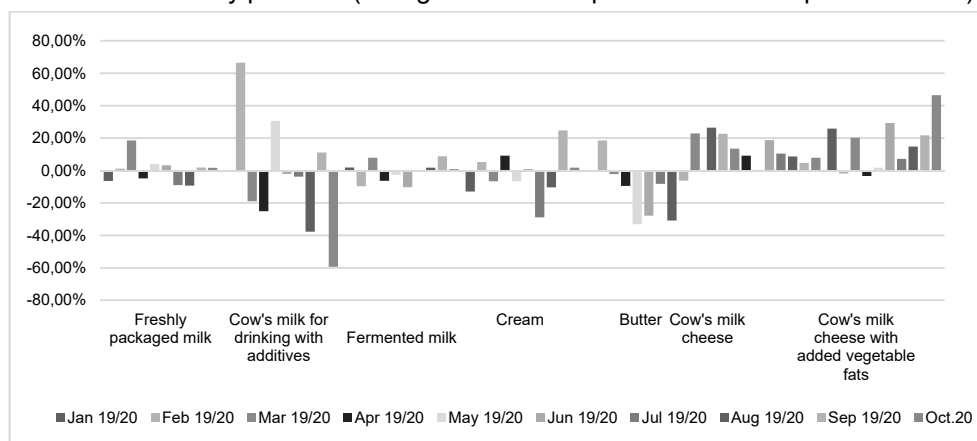 80,00%
60,00%
40,00%
20,00%
0,00%
-20,00%
-40,00%
-60,00%
-80,00%
Freshly
packaged milk
Cow's milk for
drinking with
additives
Fermented milk
Cream
Butter
Cow's milk
cheese
Cow's milk
cheese with
added vegetable
fats
Jan 19/20 Feb 19/20 Mar 19/20 Apr 19/20 May 19/20 Jun 19/20 Jul 19/20 Aug 19/20 Sep 19/20 Oct.20